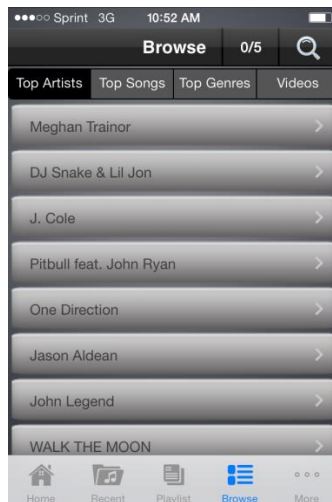 Sprint 3G 10:52 AM
Browse 0/5
Top Artists Top Songs Top Genres Videos
Meghan Trainor
DJ Snake & Lil Jon
J. Cole
Pitbull feat. John Ryan
One Direction
Jason Aldean
John Legend
WALK THE MOON
Home Recent Playlist Browse More